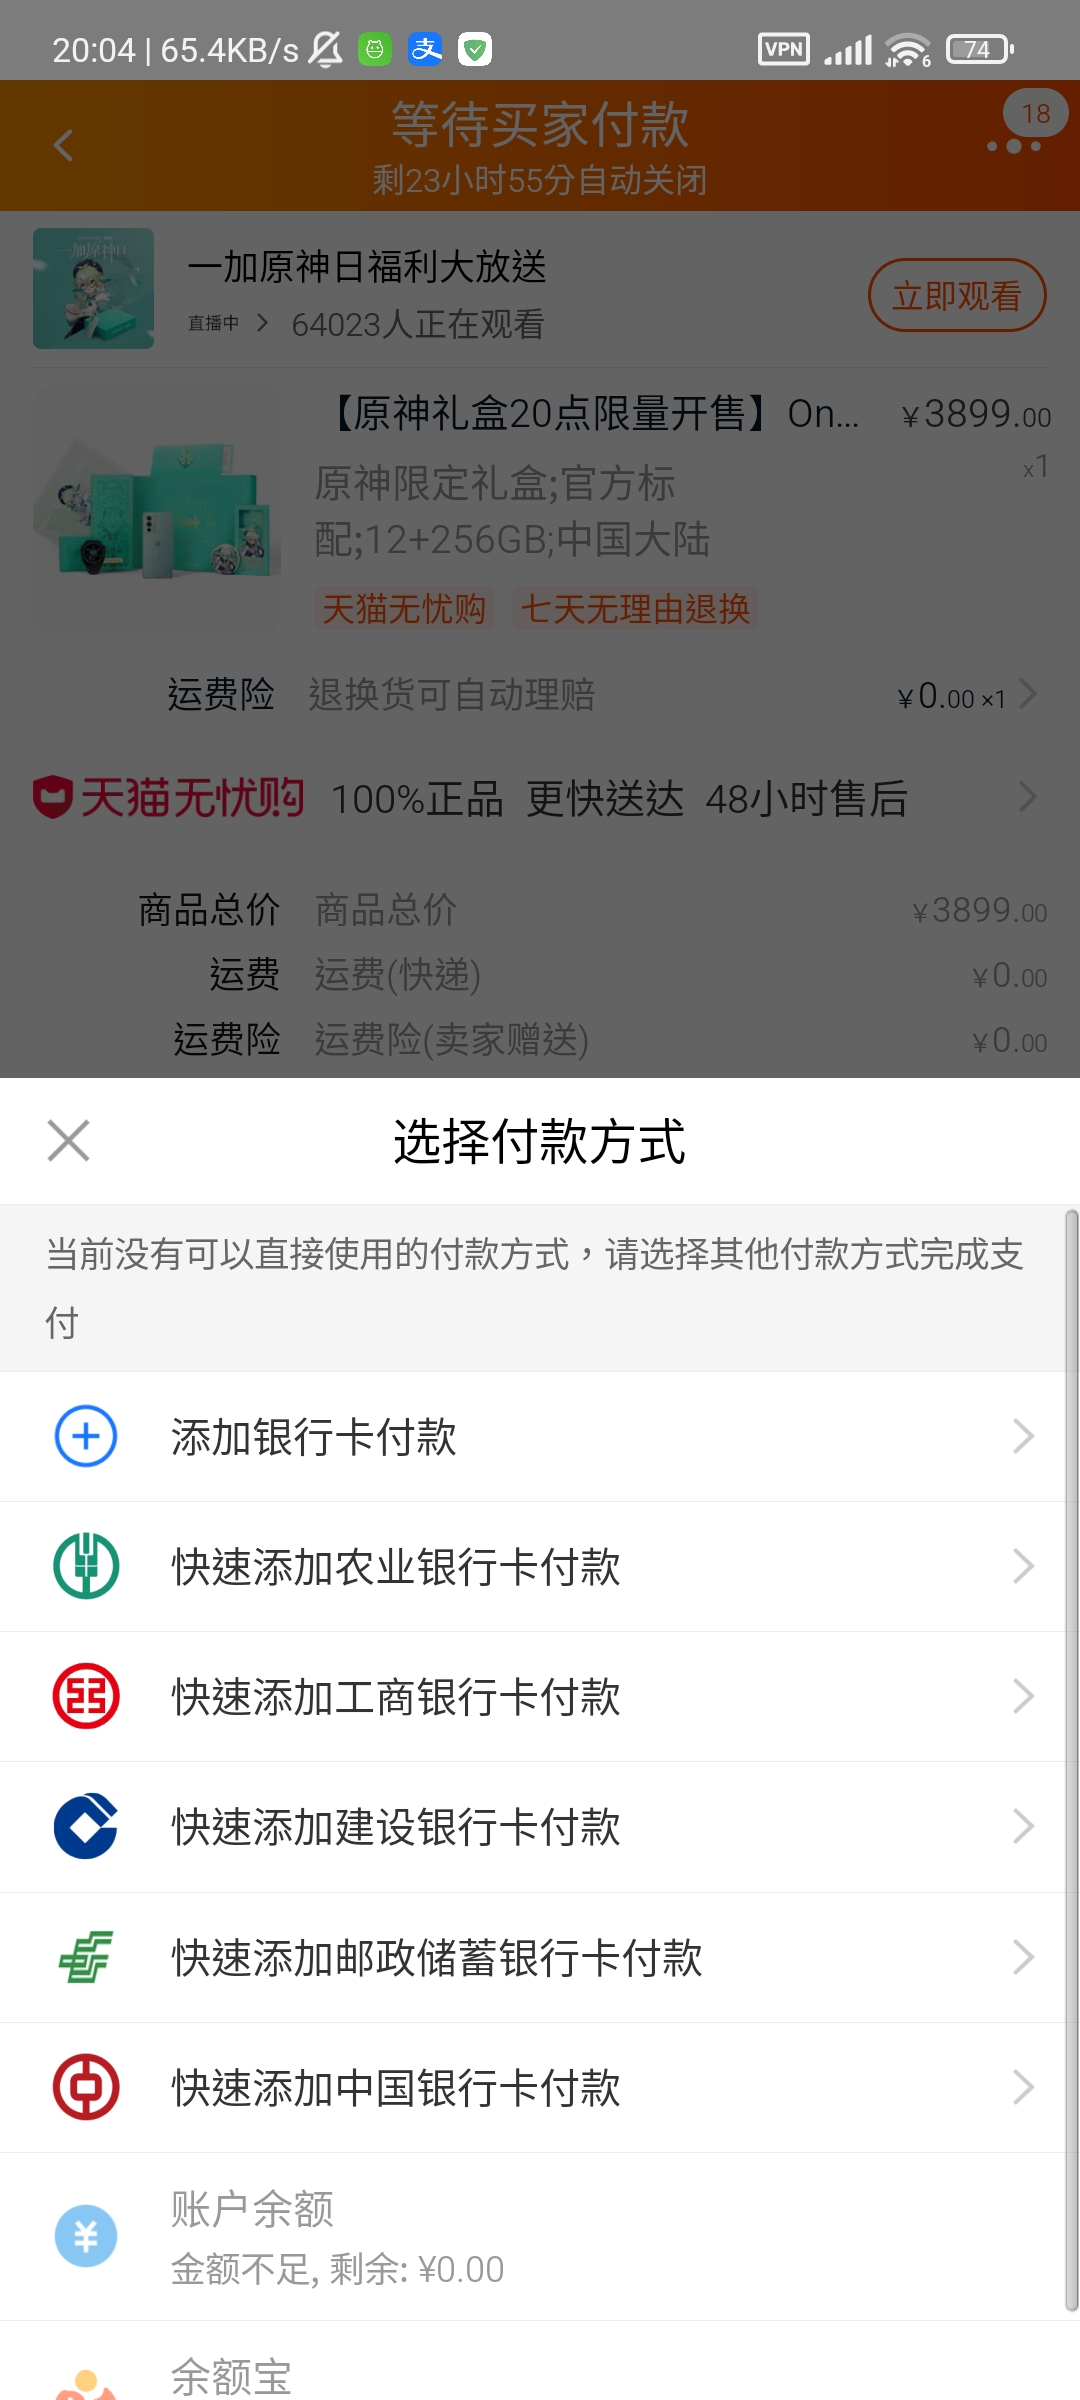 20:04 | 65.4KB/s
VPN
6
74
等待买家付款
18
剩23小时55分自动关闭
一加原神日
一加原神日福利大放送
直播中
64023人正在观看
立即观看
【原神礼盒20点限量开售】On...
￥3899.00
x1
原神限定礼盒;官方标
配;12+256GB;中国大陆
天猫无忧购
七天无理由退换
运费险
退换货可自动理赔
￥0.00 ×1
天猫无忧购
100%正品 更快送达 48小时售后
商品总价
商品总价
￥3899.00
运费
运费(快递)
￥0.00
运费险
运费险(卖家赠送)
￥0.00
选择付款方式
当前没有可以直接使用的付款方式，请选择其他付款方式完成支
付
添加银行卡付款
快速添加农业银行卡付款
快速添加工商银行卡付款
快速添加建设银行卡付款
快速添加邮政储蓄银行卡付款
快速添加中国银行卡付款
账户余额
金额不足, 剩余: ¥0.00
余额宝